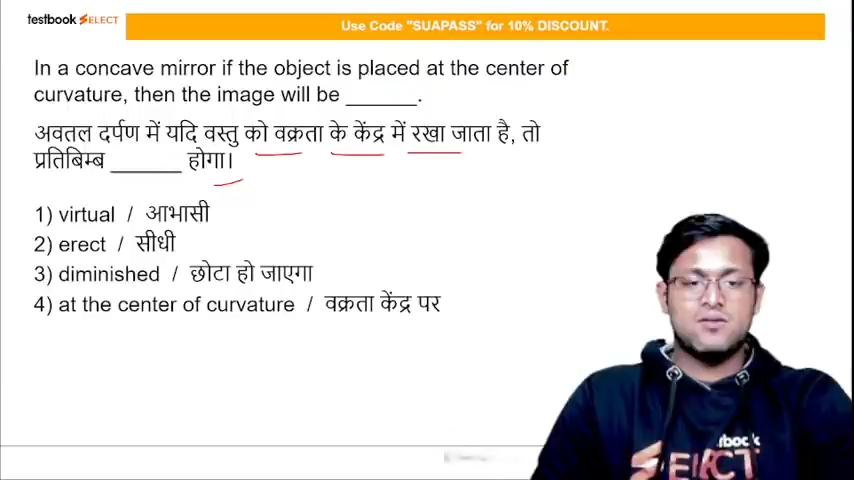 testbook SELECT
Use Code "SUAPASS" for 10% DISCOUNT.
In a concave mirror if the object is placed at the center of
curvature, then the image will be ______.
अवतल दर्पण में यदि वस्तु को वक्रता के केंद्र में रखा जाता है, तो
प्रतिबिम्ब ______ होगा।
1) virtual / आभासी
2) erect / सीधी
3) diminished / छोटा हो जाएगा
4) at the center of curvature / वक्रता केंद्र पर